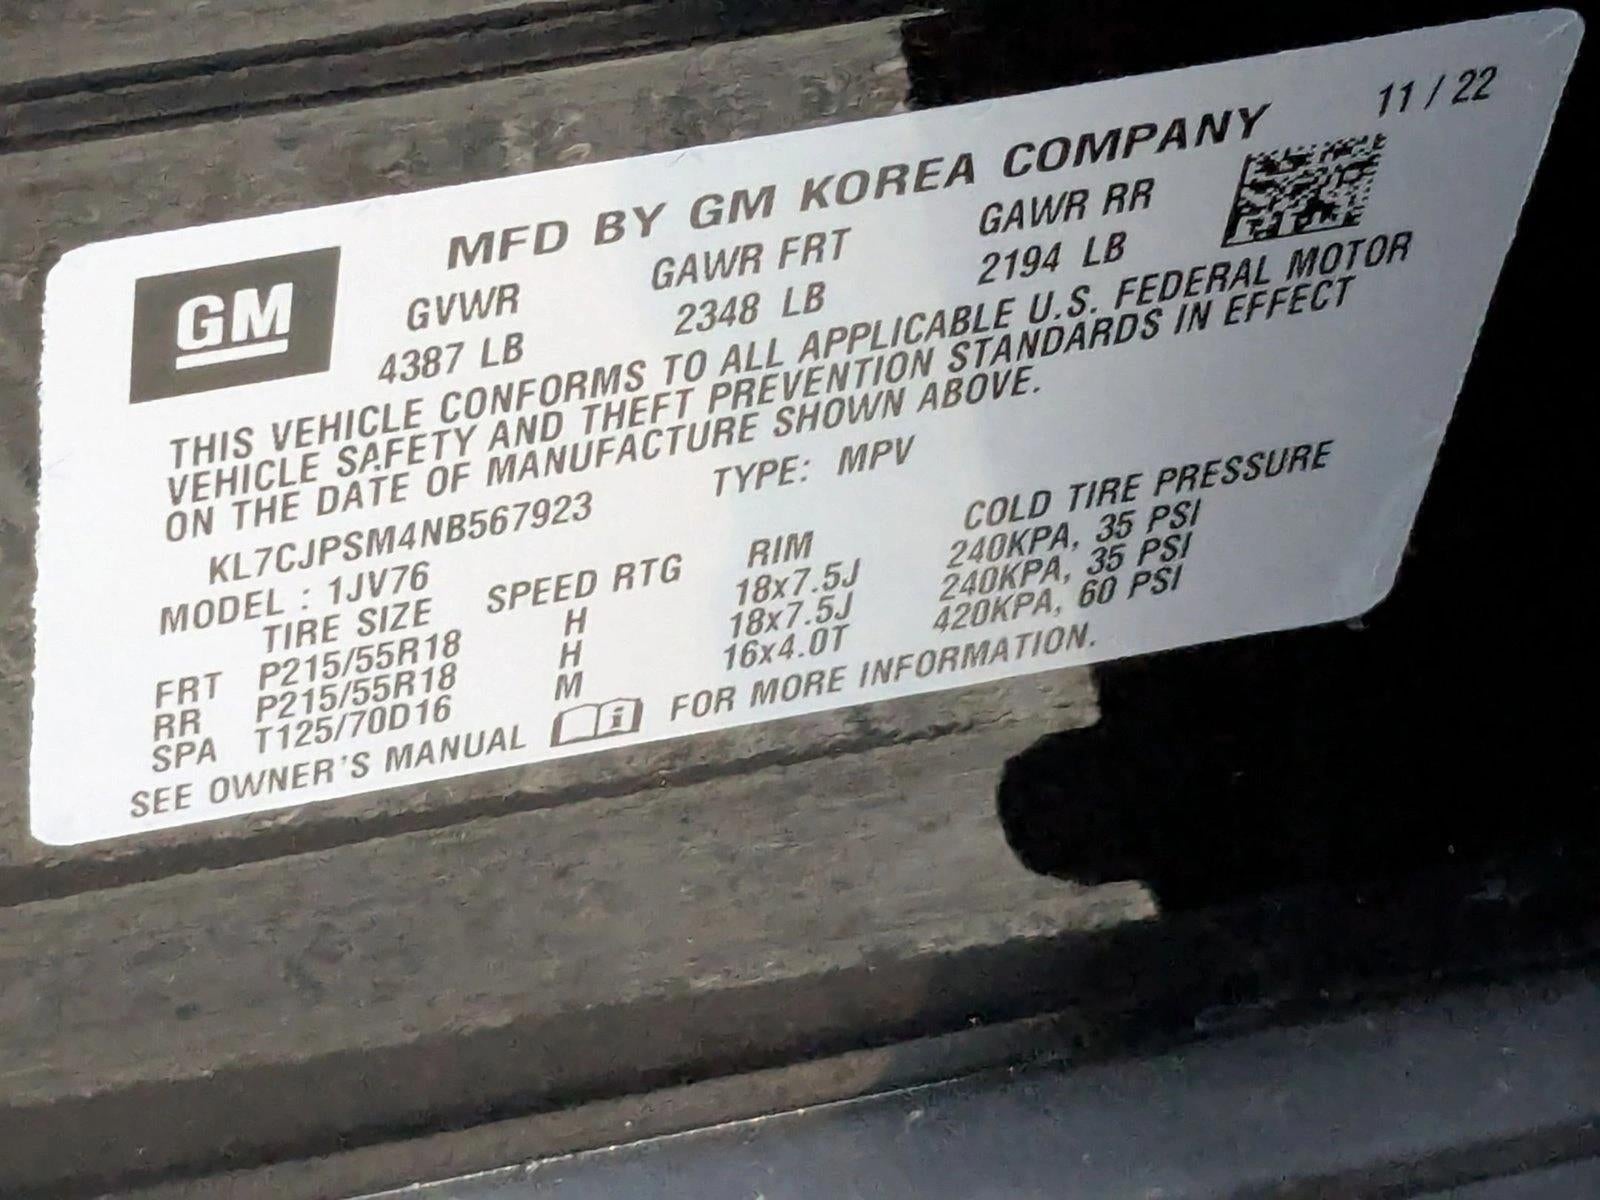 11 / 22
MFD BY GM KOREA COMPANY
GM
GVWR GAWR FRT GAWR RR
4387 LB 2348 LB 2194 LB
THIS VEHICLE CONFORMS TO ALL APPLICABLE U.S. FEDERAL MOTOR
VEHICLE SAFETY AND THEFT PREVENTION STANDARDS IN EFFECT
ON THE DATE OF MANUFACTURE SHOWN ABOVE.
KL7CJPSM4NB567923 TYPE: MPV
MODEL : 1JV76
TIRE SIZE SPEED RTG RIM COLD TIRE PRESSURE
FRT P215/55R18 H 18x7.5J 240KPA, 35 PSI
RR P215/55R18 H 18x7.5J 240KPA, 35 PSI
SPA T125/70D16 M 16x4.0T 420KPA, 60 PSI
SEE OWNER'S MANUAL i FOR MORE INFORMATION.